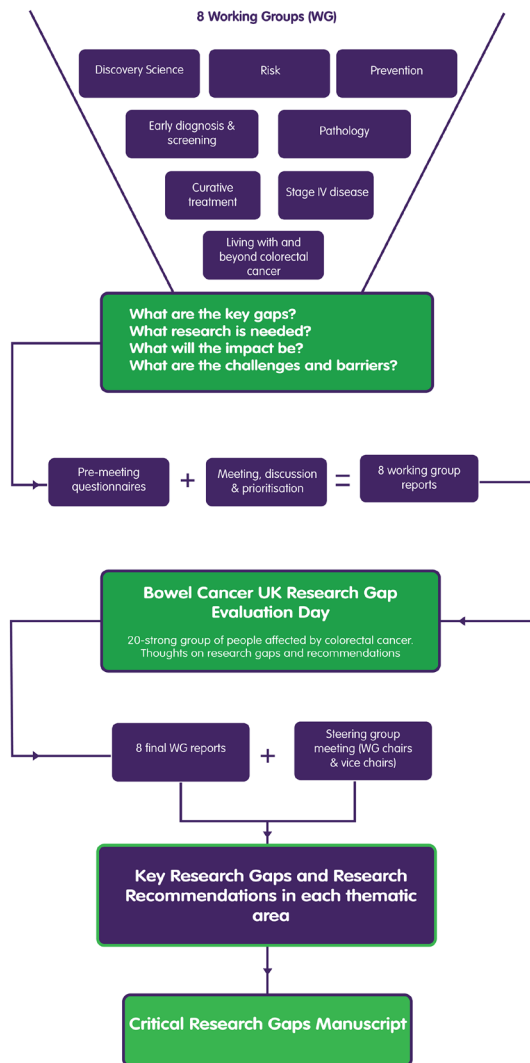 8 Working Groups (WG)
Discovery Science
Risk
Prevention
Early diagnosis &
screening
Pathology
Curative
treatment
Stage IV disease
Living with and
beyond colorectal
cancer
What are the key gaps?
What research is needed?
What will the impact be?
What are the challenges and barriers?
Pre-meeting
questionnaires
+
Meeting, discussion
& prioritisation
=
8 working group
reports
Bowel Cancer UK Research Gap
Evaluation Day
20-strong group of people affected by colorectal cancer.
Thoughts on research gaps and recommendations
8 final WG reports
+
Steering group
meeting (WG chairs
& vice chairs)
Key Research Gaps and Research
Recommendations in each thematic
area
Critical Research Gaps Manuscript